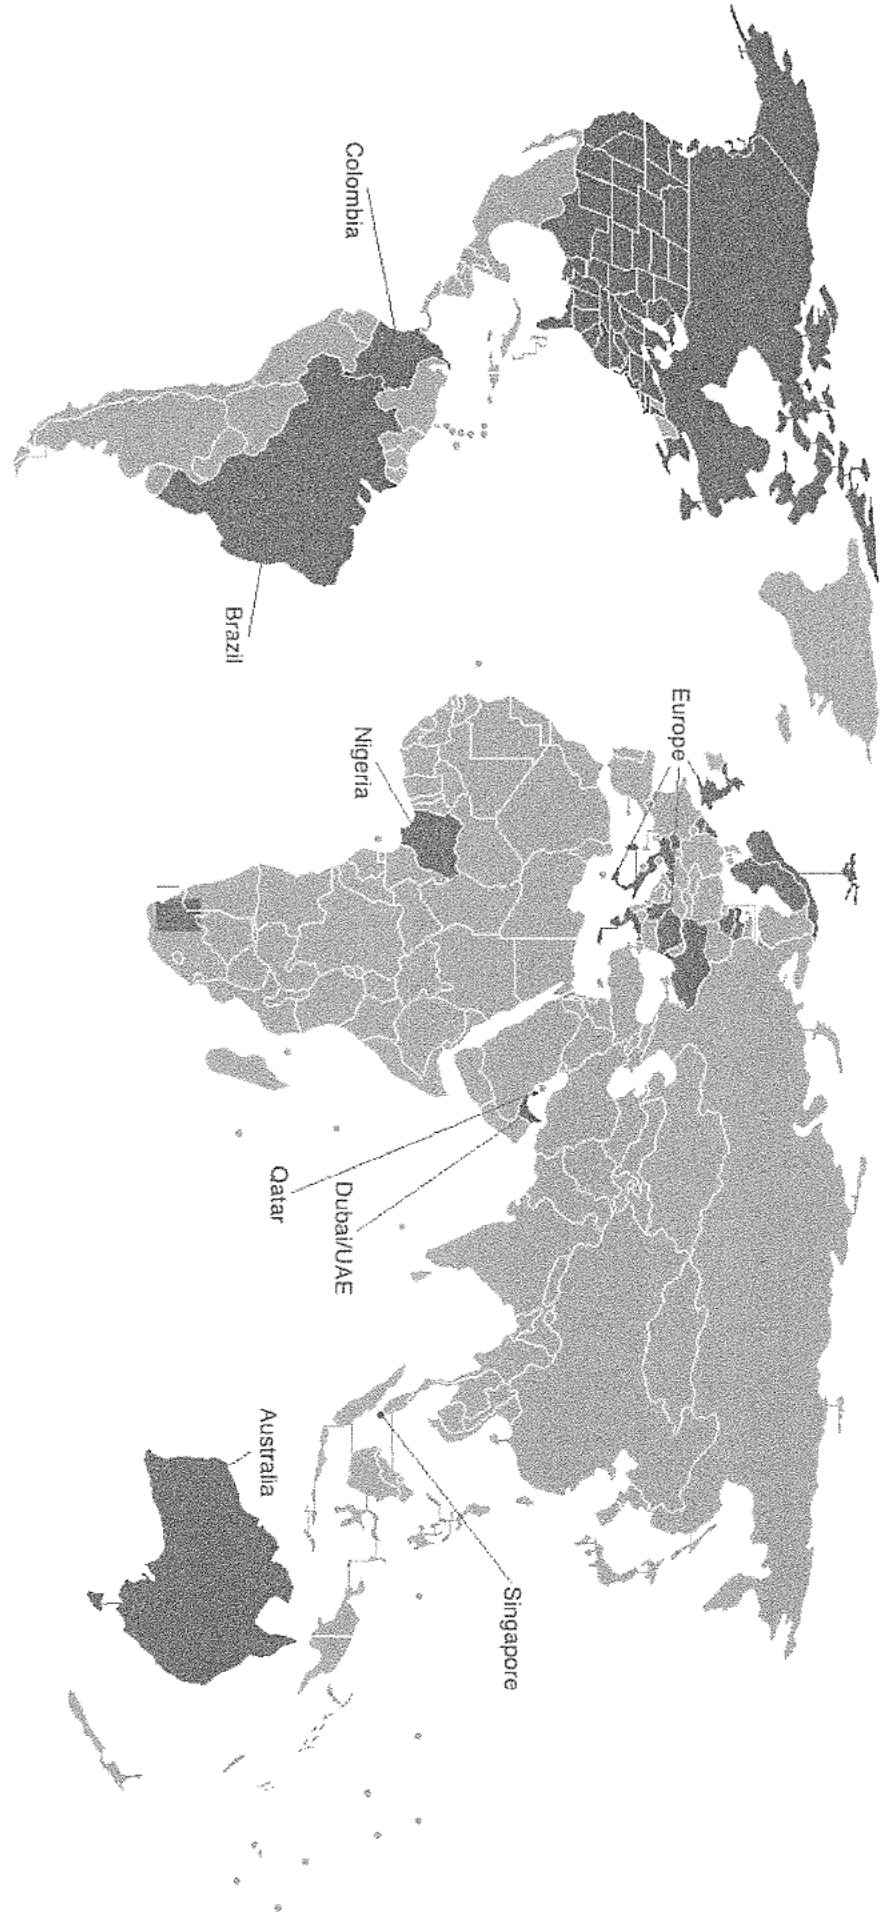 Colombia
Brazil
Europe
Nigeria
Qatar
Dubai/UAE
Singapore
Australia